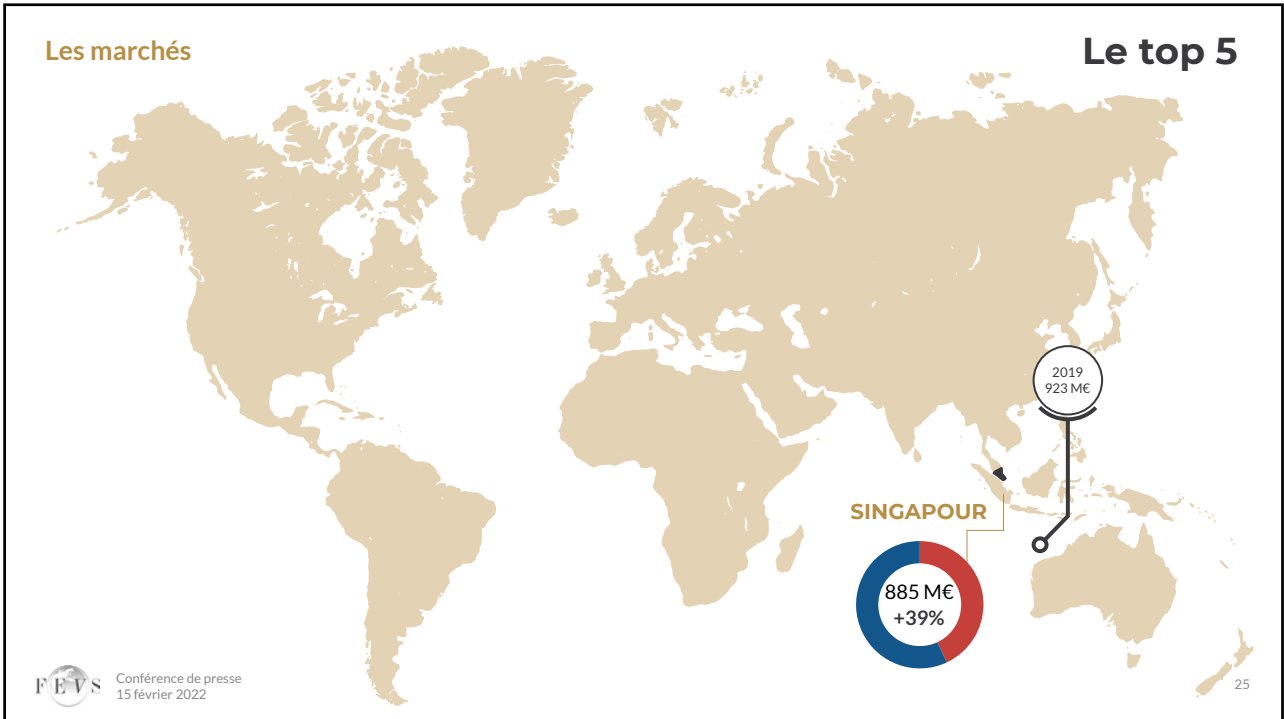 Les marchés
Le top 5
2019
923 M€
SINGAPOUR
885 M€
+39%
FEVS
Conférence de presse
15 février 2022
25